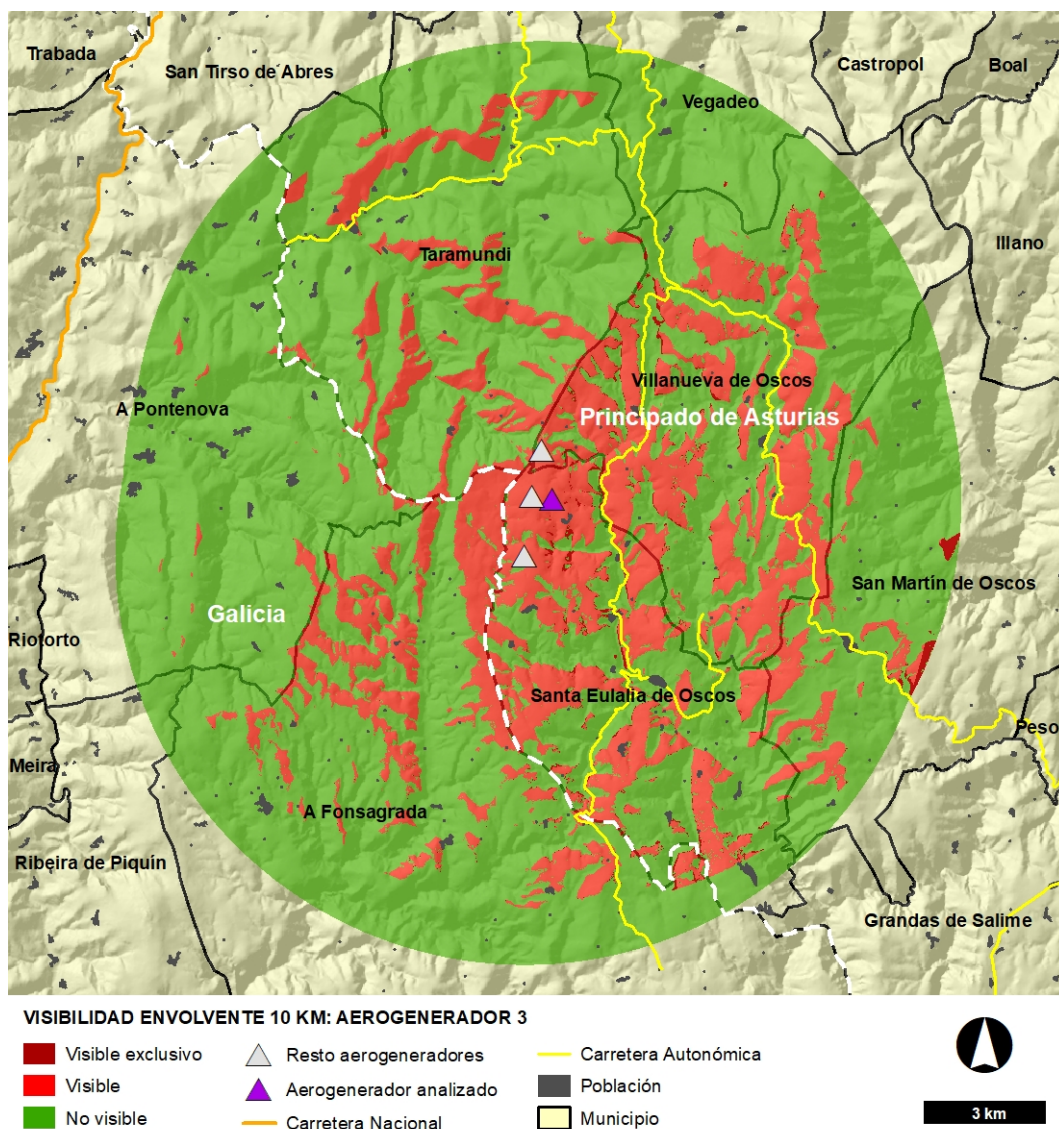 Trabada
San Tirso de Abres
Castropol
Boal
Vegadeo
Illano
Taramundi
Villanueva de Oscos
A Pontenova
Principado de Asturias
San Martín de Oscos
Galicia
Riotorto
Santa Eulalia de Oscos
Peso
Meira
A Fonsagrada
Ribeira de Piquín
Grandas de Salime
VISIBILIDAD ENVOLVENTE 10 KM: AEROGENERADOR 3
Visible exclusivo
Resto aerogeneradores
Carretera Autonómica
Visible
Aerogenerador analizado
Población
No visible
Carretera Nacional
Municipio
3 km